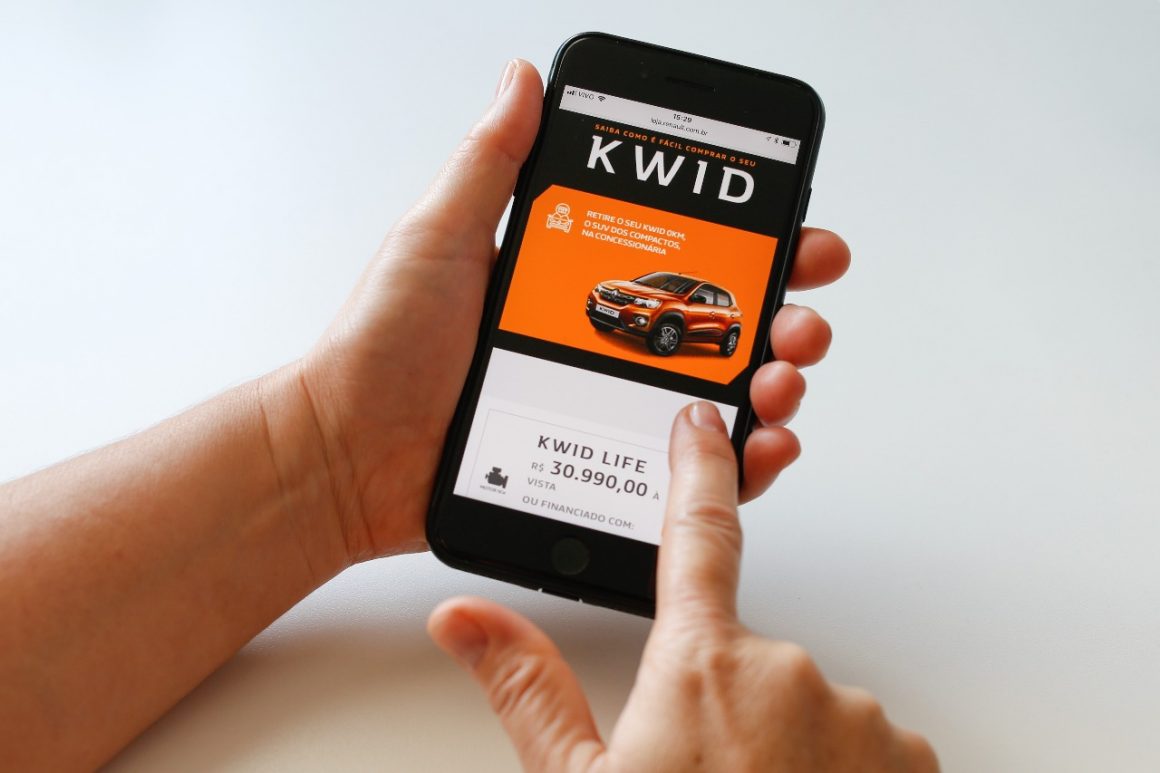 VIVO
15:29
loja.renault.com.br
SAIBA COMO É FÁCIL COMPRAR O SEU
KWID
RETIRE O SEU KWID 0KM,
O SUV DOS COMPACTOS,
NA CONCESSIONÁRIA
KWID
KWID LIFE
R$ 30.990,00 À
VISTA
OU FINANCIADO COM: